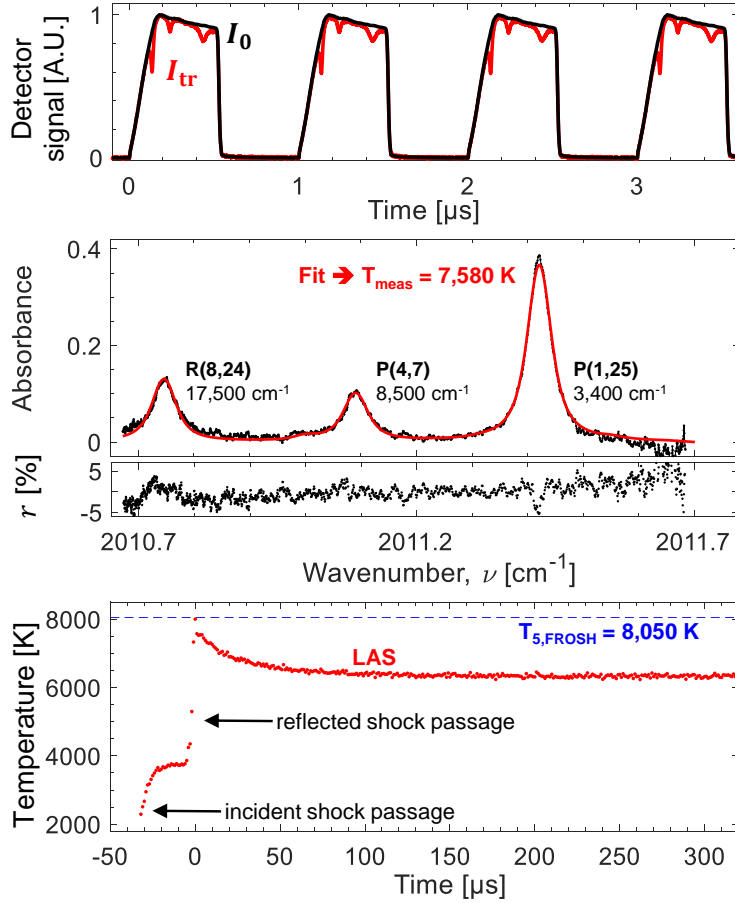 Detector
signal [A.U.]
1
0
I₀
Iₜᵣ
0 1 2 3
Time [µs]
Absorbance
0.4
0.2
0
Fit ➔ Tₘₑₐₛ = 7,580 K
R(8,24)
17,500 cm⁻¹
P(4,7)
8,500 cm⁻¹
P(1,25)
3,400 cm⁻¹
r [%]
5
-5
2010.7 2011.2 2011.7
Wavenumber, ν [cm⁻¹]
Temperature [K]
8000
6000
4000
2000
T5,FROSH = 8,050 K
LAS
reflected shock passage
incident shock passage
-50 0 50 100 150 200 250 300
Time [µs]